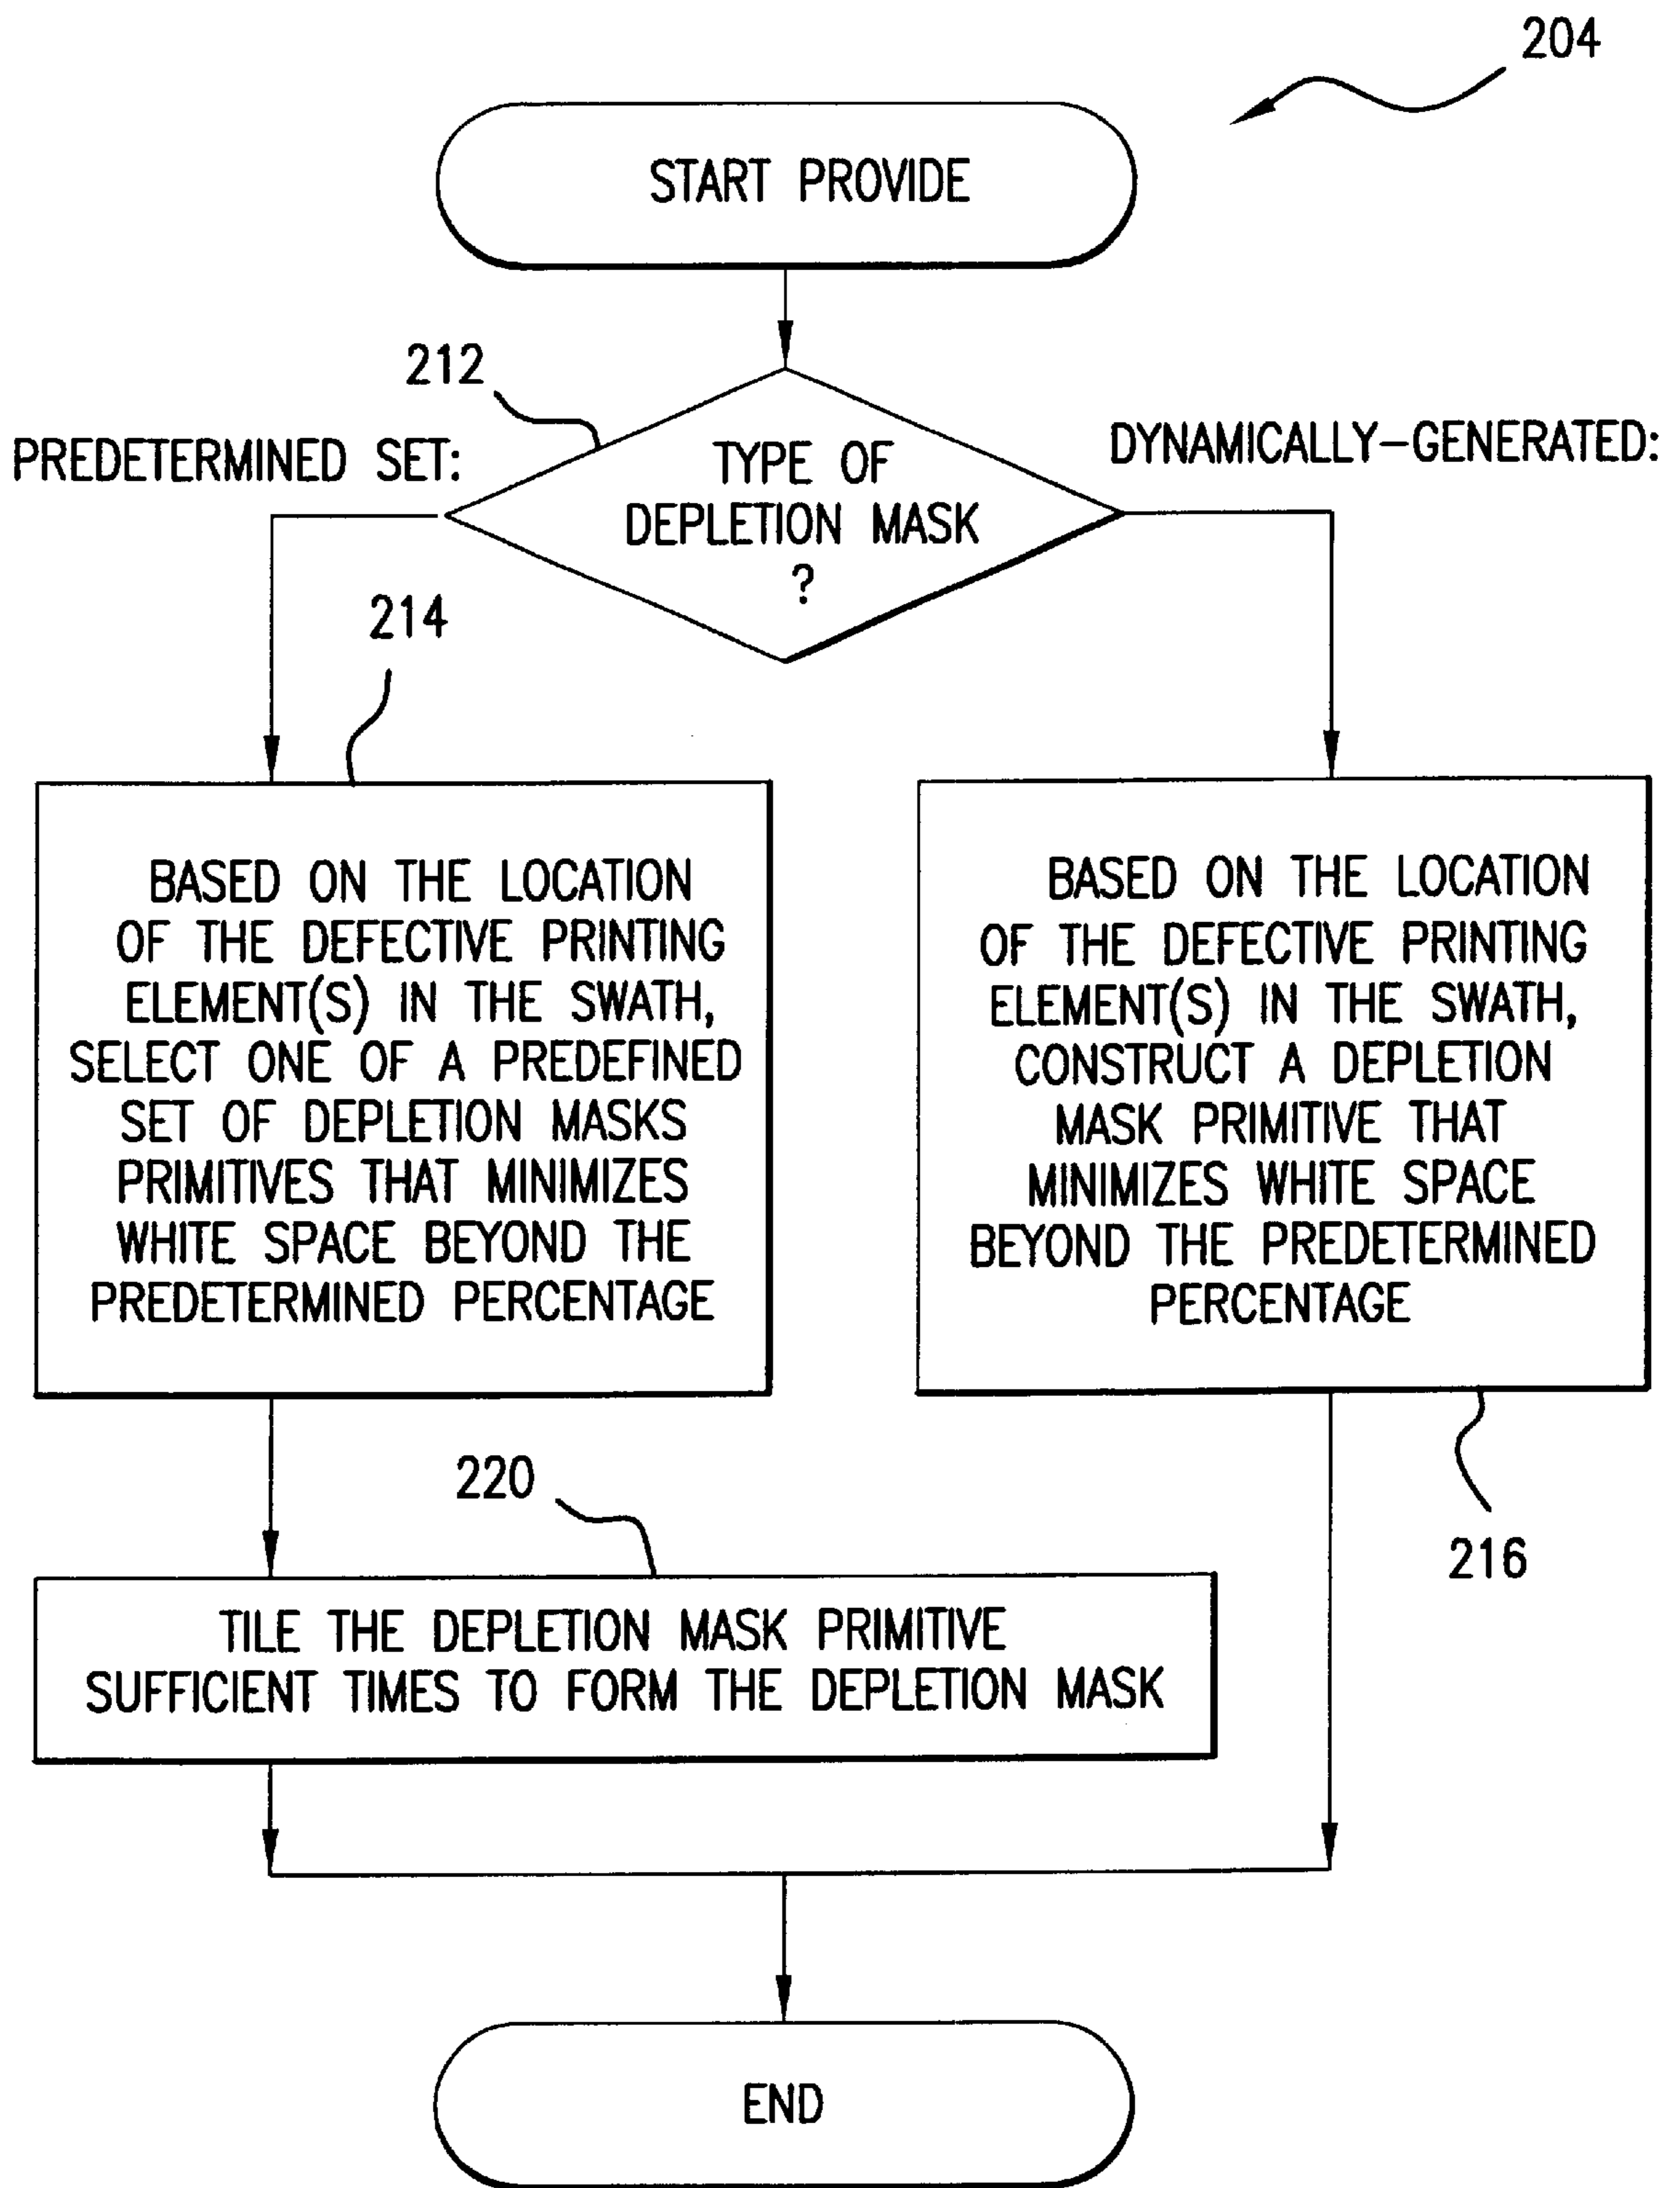 204
START PROVIDE
212
PREDETERMINED SET:
DYNAMICALLY-GENERATED:
TYPE OF
DEPLETION MASK
?
214
BASED ON THE LOCATION
OF THE DEFECTIVE PRINTING
ELEMENT(S) IN THE SWATH,
SELECT ONE OF A PREDEFINED
SET OF DEPLETION MASKS
PRIMITIVES THAT MINIMIZES
WHITE SPACE BEYOND THE
PREDETERMINED PERCENTAGE
BASED ON THE LOCATION
OF THE DEFECTIVE PRINTING
ELEMENT(S) IN THE SWATH,
CONSTRUCT A DEPLETION
MASK PRIMITIVE THAT
MINIMIZES WHITE SPACE
BEYOND THE PREDETERMINED
PERCENTAGE
220
216
TILE THE DEPLETION MASK PRIMITIVE
SUFFICIENT TIMES TO FORM THE DEPLETION MASK
END